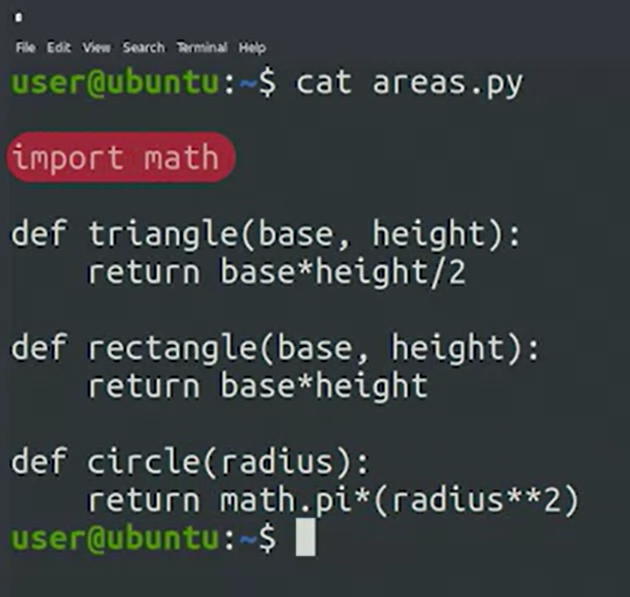 File Edit View Search Terminal Help
user@ubuntu:~$ cat areas.py
import math
def triangle(base, height):
    return base*height/2
def rectangle(base, height):
    return base*height
def circle(radius):
    return math.pi*(radius**2)
user@ubuntu:~$